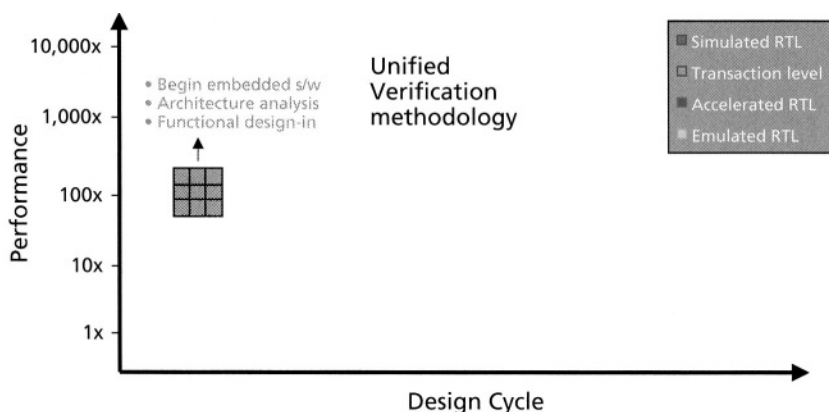 10,000x
1,000x
100x
10x
1x
Performance
• Begin embedded s/w
• Architecture analysis
• Functional design-in
Unified
Verification
methodology
Simulated RTL
Transaction level
Accelerated RTL
Emulated RTL
Design Cycle